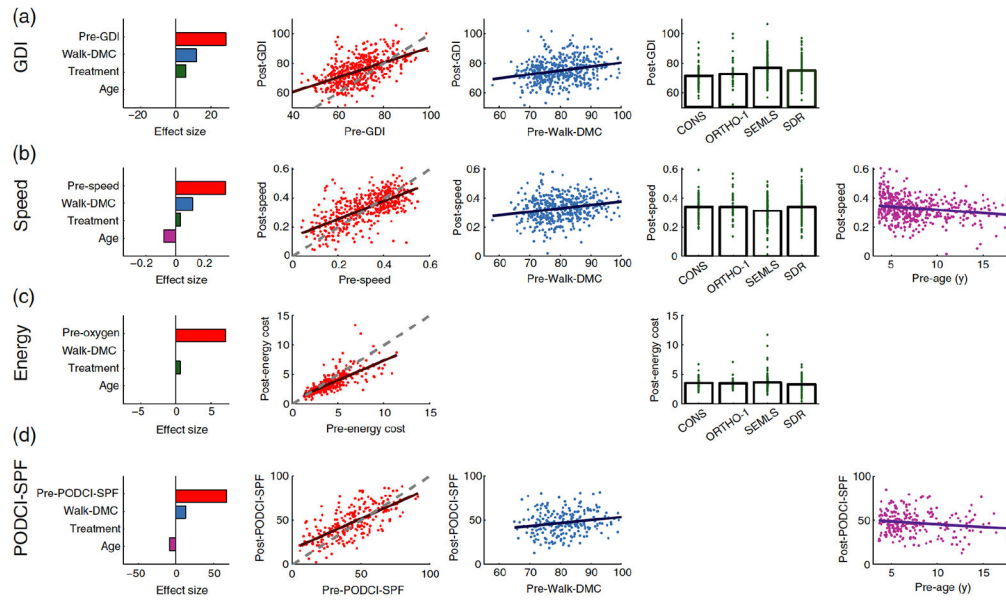 (a)
GDI
Pre-GDI
Walk-DMC
Treatment
Age
−20 0 20
Effect size
Post-GDI
100
80
60
40 60 80 100
Pre-GDI
Post-GDI
100
80
60
60 70 80 90 100
Pre-Walk-DMC
Post-GDI
100
80
60
CONS
ORTHO-1
SEMLS
SDR
(b)
Speed
Pre-speed
Walk-DMC
Treatment
Age
−0.2 0 0.2
Effect size
Post-speed
0.6
0.4
0.2
0
0 0.2 0.4 0.6
Pre-speed
Post-speed
0.6
0.4
0.2
0
60 70 80 90 100
Pre-Walk-DMC
Post-speed
0.6
0.4
0.2
0
CONS
ORTHO-1
SEMLS
SDR
Post-speed
0.6
0.4
0.2
0
5 10 15
Pre-age (y)
(c)
Energy
Pre-oxygen
Walk-DMC
Treatment
Age
−5 0 5
Effect size
Post-energy cost
15
10
5
0
0 5 10 15
Pre-energy cost
Post-energy cost
15
10
5
0
CONS
ORTHO-1
SEMLS
SDR
(d)
PODCI-SPF
Pre-PODCI-SPF
Walk-DMC
Treatment
Age
−50 0 50
Effect size
Post-PODCI-SPF
100
50
0
0 50 100
Pre-PODCI-SPF
Post-PODCI-SPF
100
50
0
60 70 80 90 100
Pre-Walk-DMC
Post-PODCI-SPF
100
50
0
5 10 15
Pre-age (y)